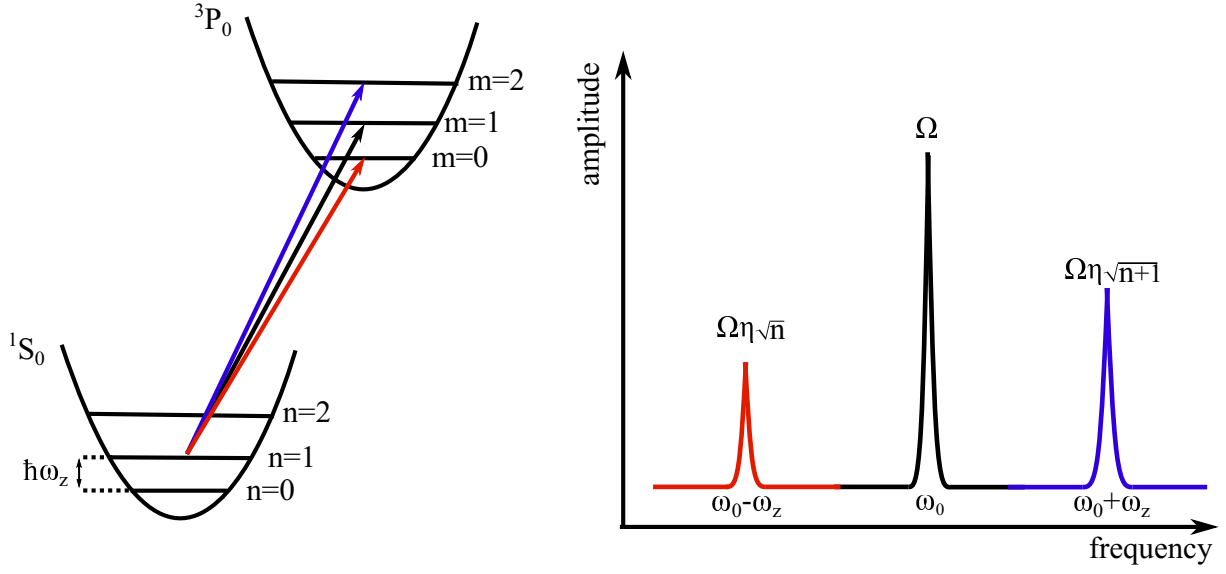 ³P₀
m=2
m=1
m=0
¹S₀
n=2
n=1
n=0
ħω_z
amplitude
Ω
Ωη√n+1
Ωη√n
ω₀-ω_z
ω₀
ω₀+ω_z
frequency